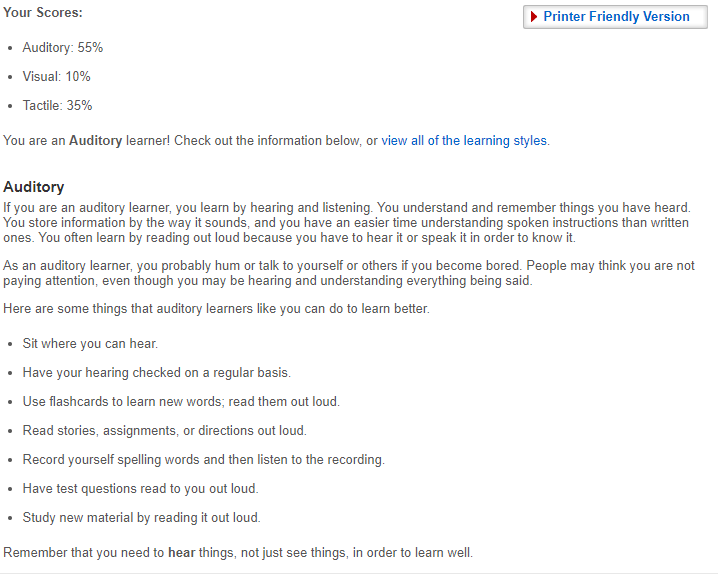 Your Scores:
Printer Friendly Version
Auditory: 55%
Visual: 10%
Tactile: 35%
You are an Auditory learner! Check out the information below, or view all of the learning styles.
Auditory
If you are an auditory learner, you learn by hearing and listening. You understand and remember things you have heard.
You store information by the way it sounds, and you have an easier time understanding spoken instructions than written
ones. You often learn by reading out loud because you have to hear it or speak it in order to know it.
As an auditory learner, you probably hum or talk to yourself or others if you become bored. People may think you are not
paying attention, even though you may be hearing and understanding everything being said.
Here are some things that auditory learners like you can do to learn better.
Sit where you can hear.
Have your hearing checked on a regular basis.
Use flashcards to learn new words; read them out loud.
Read stories, assignments, or directions out loud.
Record yourself spelling words and then listen to the recording.
Have test questions read to you out loud.
Study new material by reading it out loud.
Remember that you need to hear things, not just see things, in order to learn well.